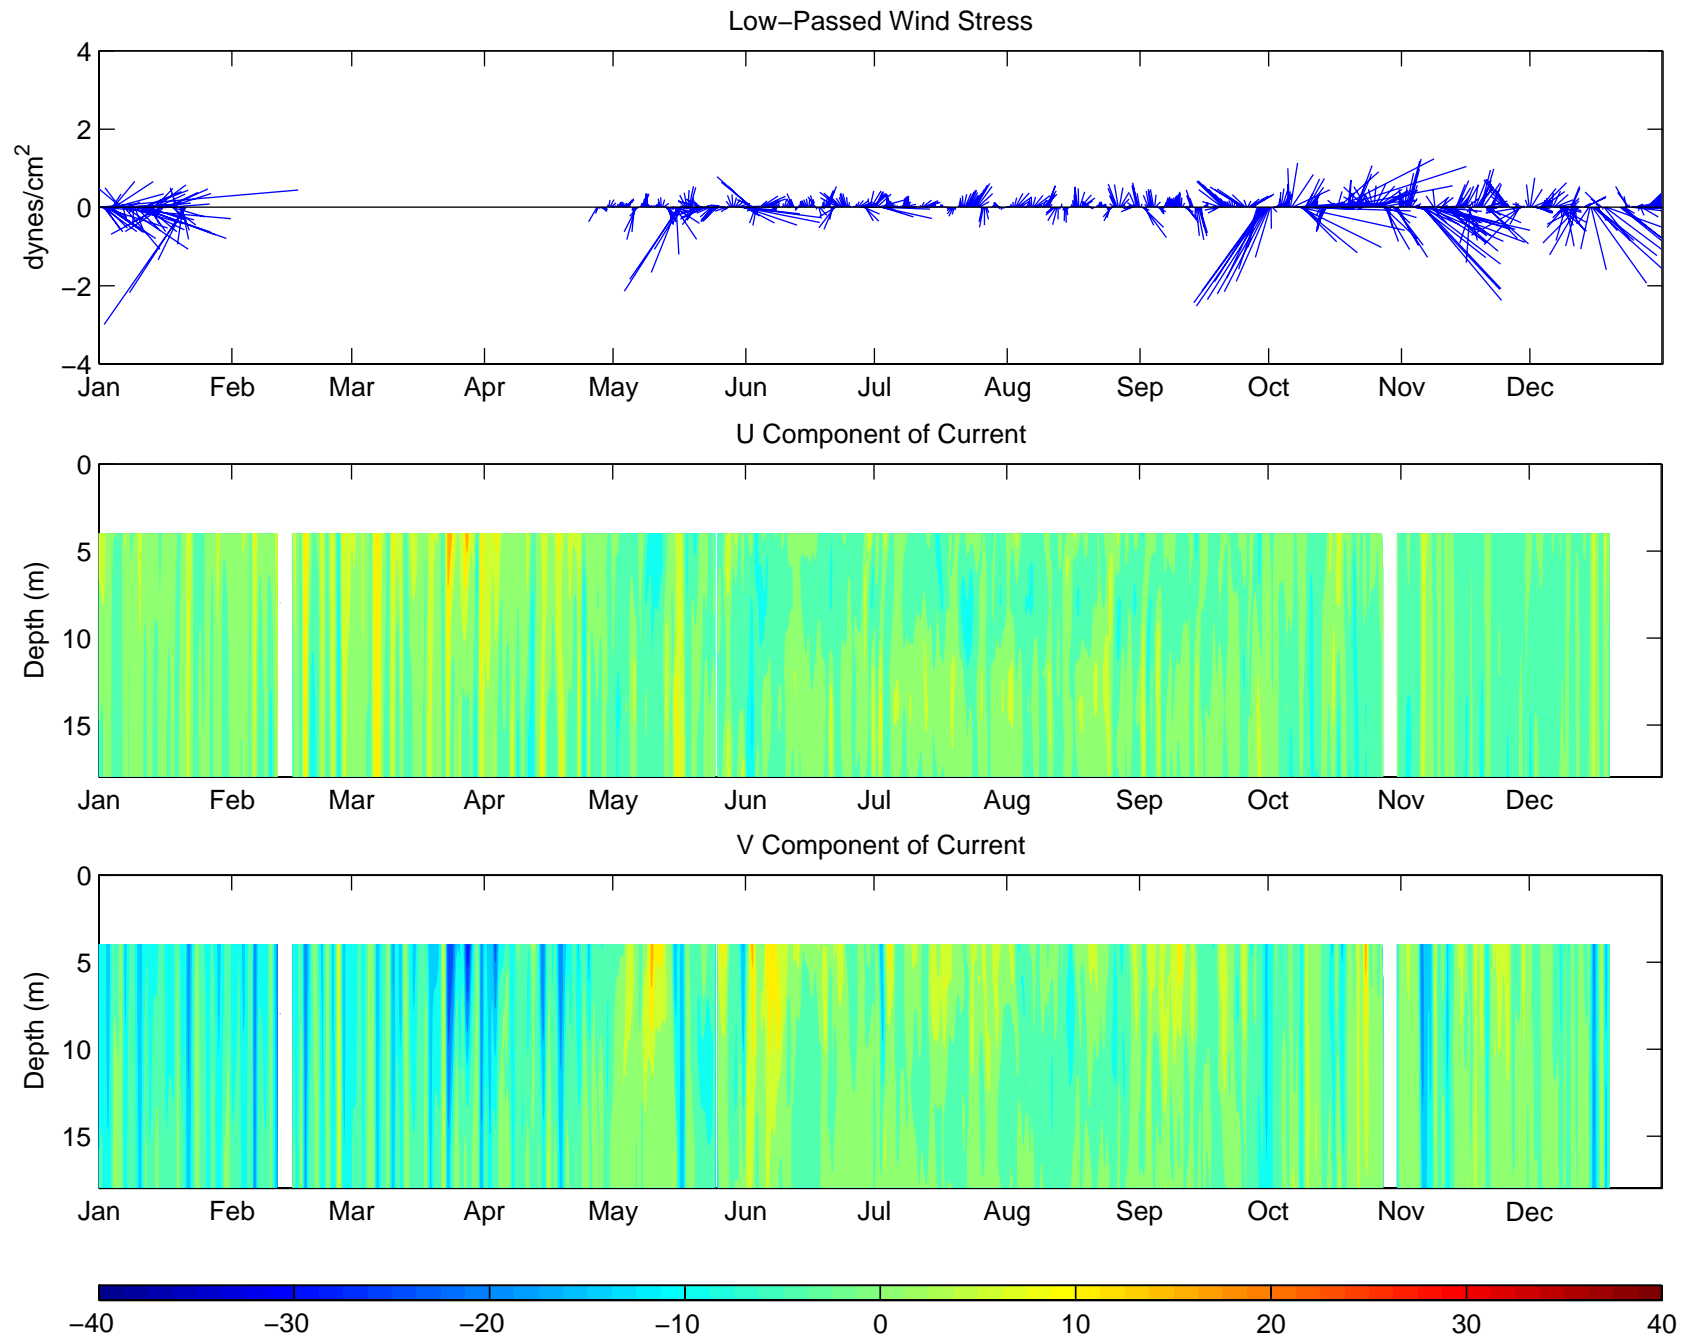 Low−Passed Wind Stress
4
2
0
−2
−4
dynes/cm2
Jan Feb Mar Apr May Jun Jul Aug Sep Oct Nov Dec
U Component of Current
0
5
10
15
Depth (m)
Jan Feb Mar Apr May Jun Jul Aug Sep Oct Nov Dec
V Component of Current
0
5
10
15
Depth (m)
Jan Feb Mar Apr May Jun Jul Aug Sep Oct Nov Dec
−40 −30 −20 −10 0 10 20 30 40